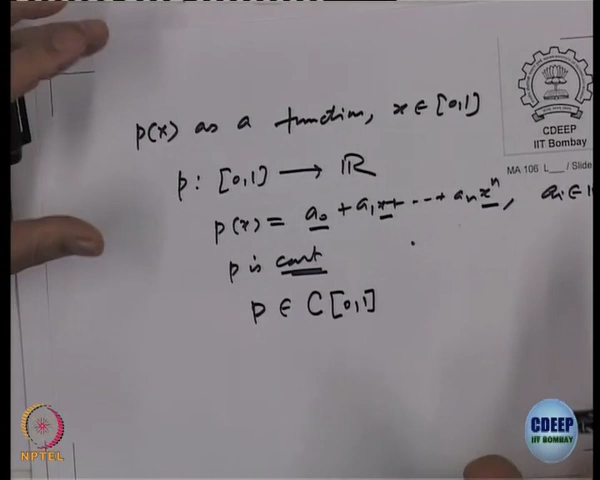 p(x) as a function, x ∈ [0,1]
p: [0,1] ⟶ ℝ
p(x) = a₀ + a₁x + ⋯ + aₙxⁿ, aᵢ ∈
p is cont
p ∈ C[0,1]
CDEEP
IIT Bombay
MA 106 L___ / Slide
NPTEL
CDEEP
IIT BOMBAY